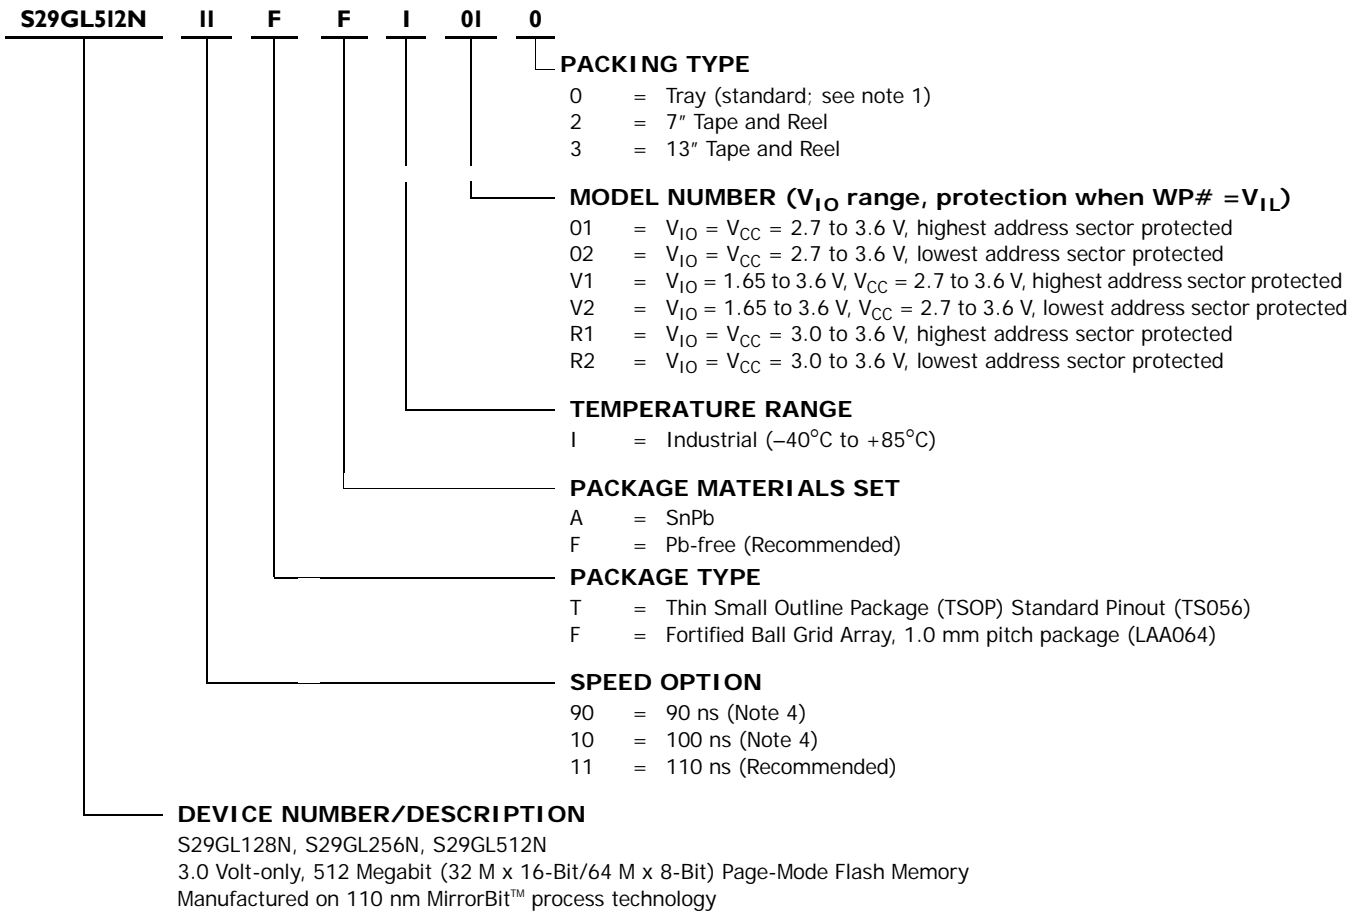 S29GL512N 11 F F I 01 0
PACKING TYPE
0 = Tray (standard; see note 1)
2 = 7″ Tape and Reel
3 = 13″ Tape and Reel
MODEL NUMBER (VIO range, protection when WP# =VIL)
01 = VIO = VCC = 2.7 to 3.6 V, highest address sector protected
02 = VIO = VCC = 2.7 to 3.6 V, lowest address sector protected
V1 = VIO = 1.65 to 3.6 V, VCC = 2.7 to 3.6 V, highest address sector protected
V2 = VIO = 1.65 to 3.6 V, VCC = 2.7 to 3.6 V, lowest address sector protected
R1 = VIO = VCC = 3.0 to 3.6 V, highest address sector protected
R2 = VIO = VCC = 3.0 to 3.6 V, lowest address sector protected
TEMPERATURE RANGE
I = Industrial (–40°C to +85°C)
PACKAGE MATERIALS SET
A = SnPb
F = Pb-free (Recommended)
PACKAGE TYPE
T = Thin Small Outline Package (TSOP) Standard Pinout (TS056)
F = Fortified Ball Grid Array, 1.0 mm pitch package (LAA064)
SPEED OPTION
90 = 90 ns (Note 4)
10 = 100 ns (Note 4)
11 = 110 ns (Recommended)
DEVICE NUMBER/DESCRIPTION
S29GL128N, S29GL256N, S29GL512N
3.0 Volt-only, 512 Megabit (32 M x 16-Bit/64 M x 8-Bit) Page-Mode Flash Memory
Manufactured on 110 nm MirrorBit™ process technology